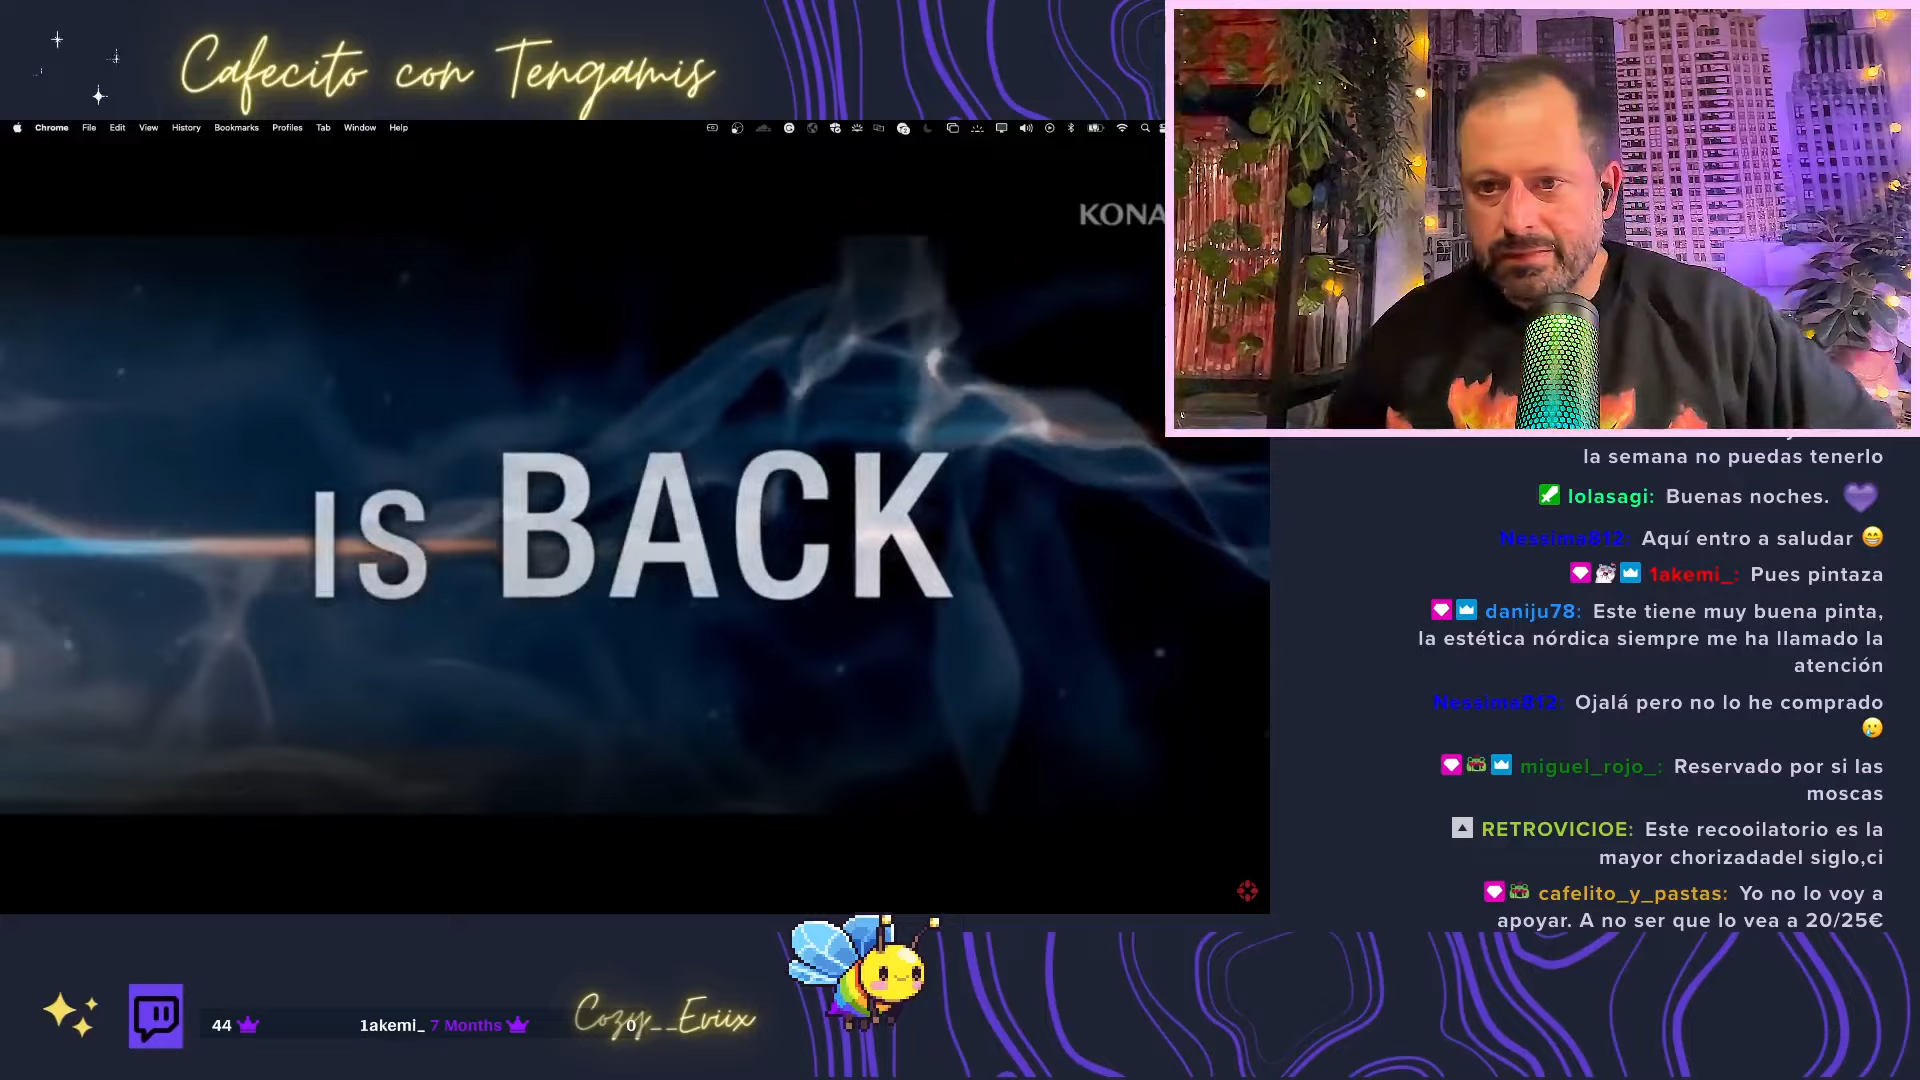 Cafecito con Tengamis
Chrome File Edit View History Bookmarks Profiles Tab Window Help
KONA
IS BACK
la semana no puedas tenerlo
lolasagi: Buenas noches.
Nessima812: Aquí entro a saludar
1akemi_: Pues pintaza
daniju78: Este tiene muy buena pinta,
la estética nórdica siempre me ha llamado la
atención
Nessima812: Ojalá pero no lo he comprado
miguel_rojo_: Reservado por si las
moscas
RETROVICIOE: Este recooilatorio es la
mayor chorizadadel siglo,ci
cafelito_y_pastas: Yo no lo voy a
apoyar. A no ser que lo vea a 20/25€
44
1akemi_ 7 Months
Cozy__Eviix
0